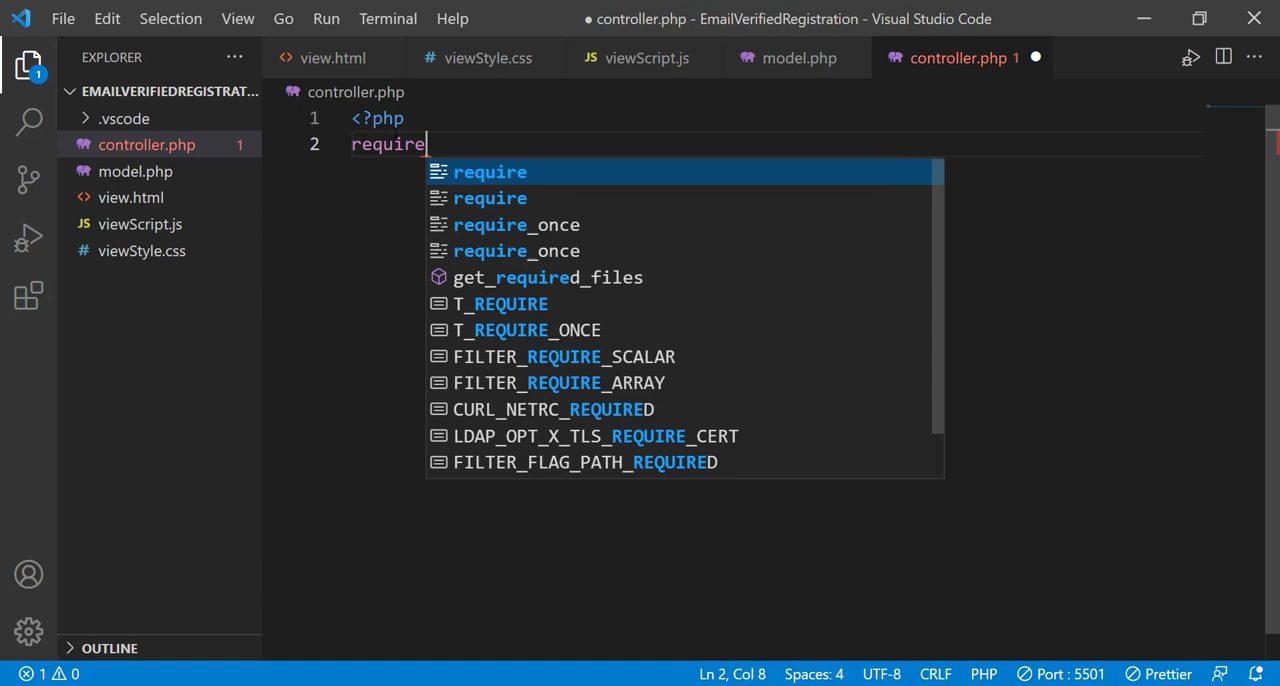 File Edit Selection View Go Run Terminal Help ● controller.php - EmailVerifiedRegistration - Visual Studio Code
EXPLORER ...
<> view.html # viewStyle.css JS viewScript.js model.php controller.php 1
EMAILVERIFIEDREGISTRAT...
.vscode
controller.php 1
model.php
<> view.html
JS viewScript.js
# viewStyle.css
OUTLINE
1
controller.php
1 <?php
2 require
require
require
require_once
require_once
get_required_files
T_REQUIRE
T_REQUIRE_ONCE
FILTER_REQUIRE_SCALAR
FILTER_REQUIRE_ARRAY
CURL_NETRC_REQUIRED
LDAP_OPT_X_TLS_REQUIRE_CERT
FILTER_FLAG_PATH_REQUIRED
1 0 Ln 2, Col 8 Spaces: 4 UTF-8 CRLF PHP Port : 5501 Prettier